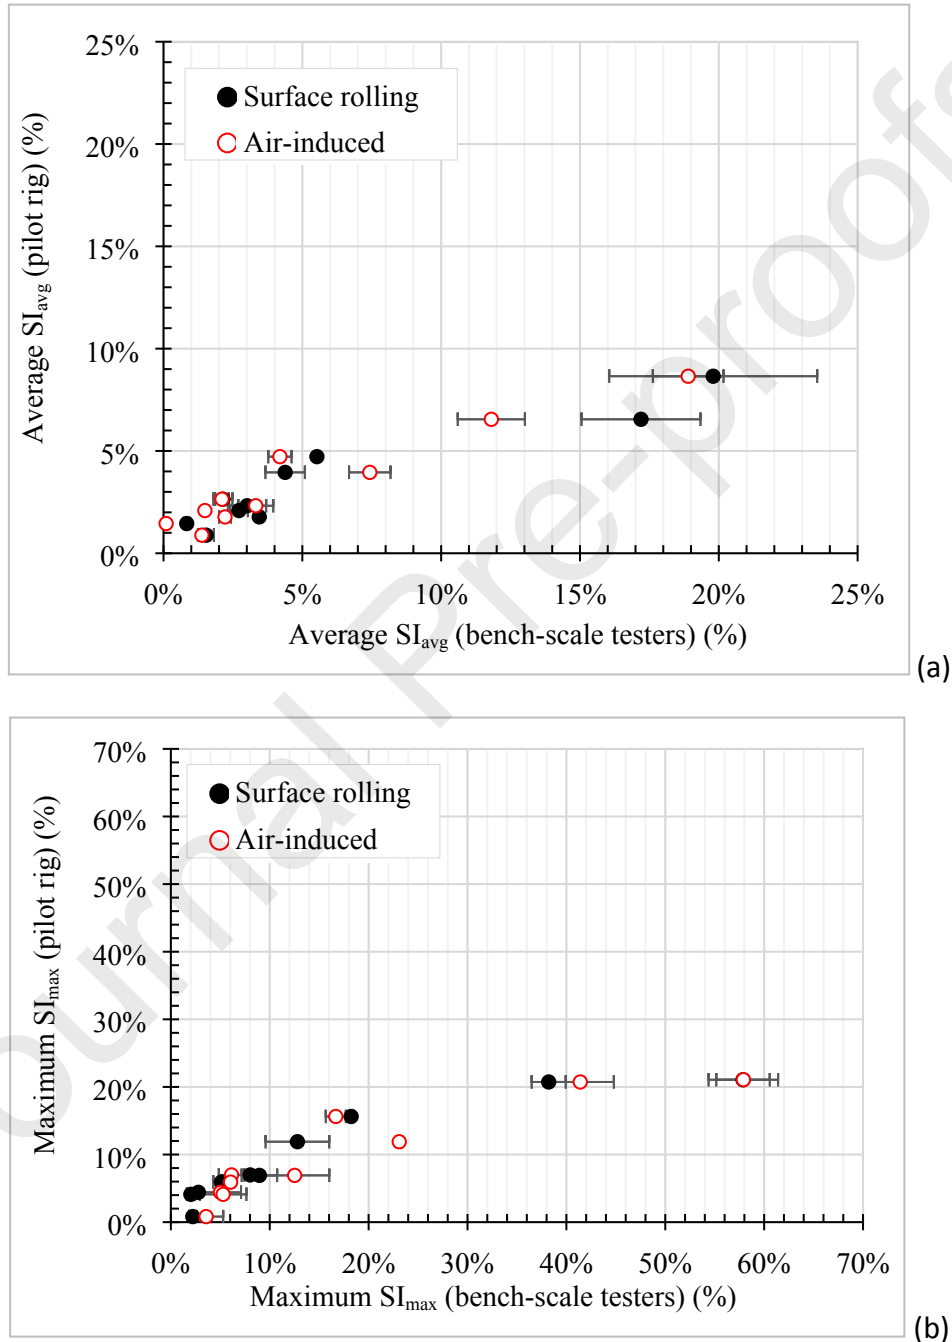 25%
Surface rolling
Air-induced
20%
15%
10%
5%
0%
Average SIavg (pilot rig) (%)
0% 5% 10% 15% 20% 25%
Average SIavg (bench-scale testers) (%)
(a)
70%
Surface rolling
Air-induced
60%
50%
40%
30%
20%
10%
0%
Maximum SImax (pilot rig) (%)
0% 10% 20% 30% 40% 50% 60% 70%
Maximum SImax (bench-scale testers) (%)
(b)
ournal Pre-proofs